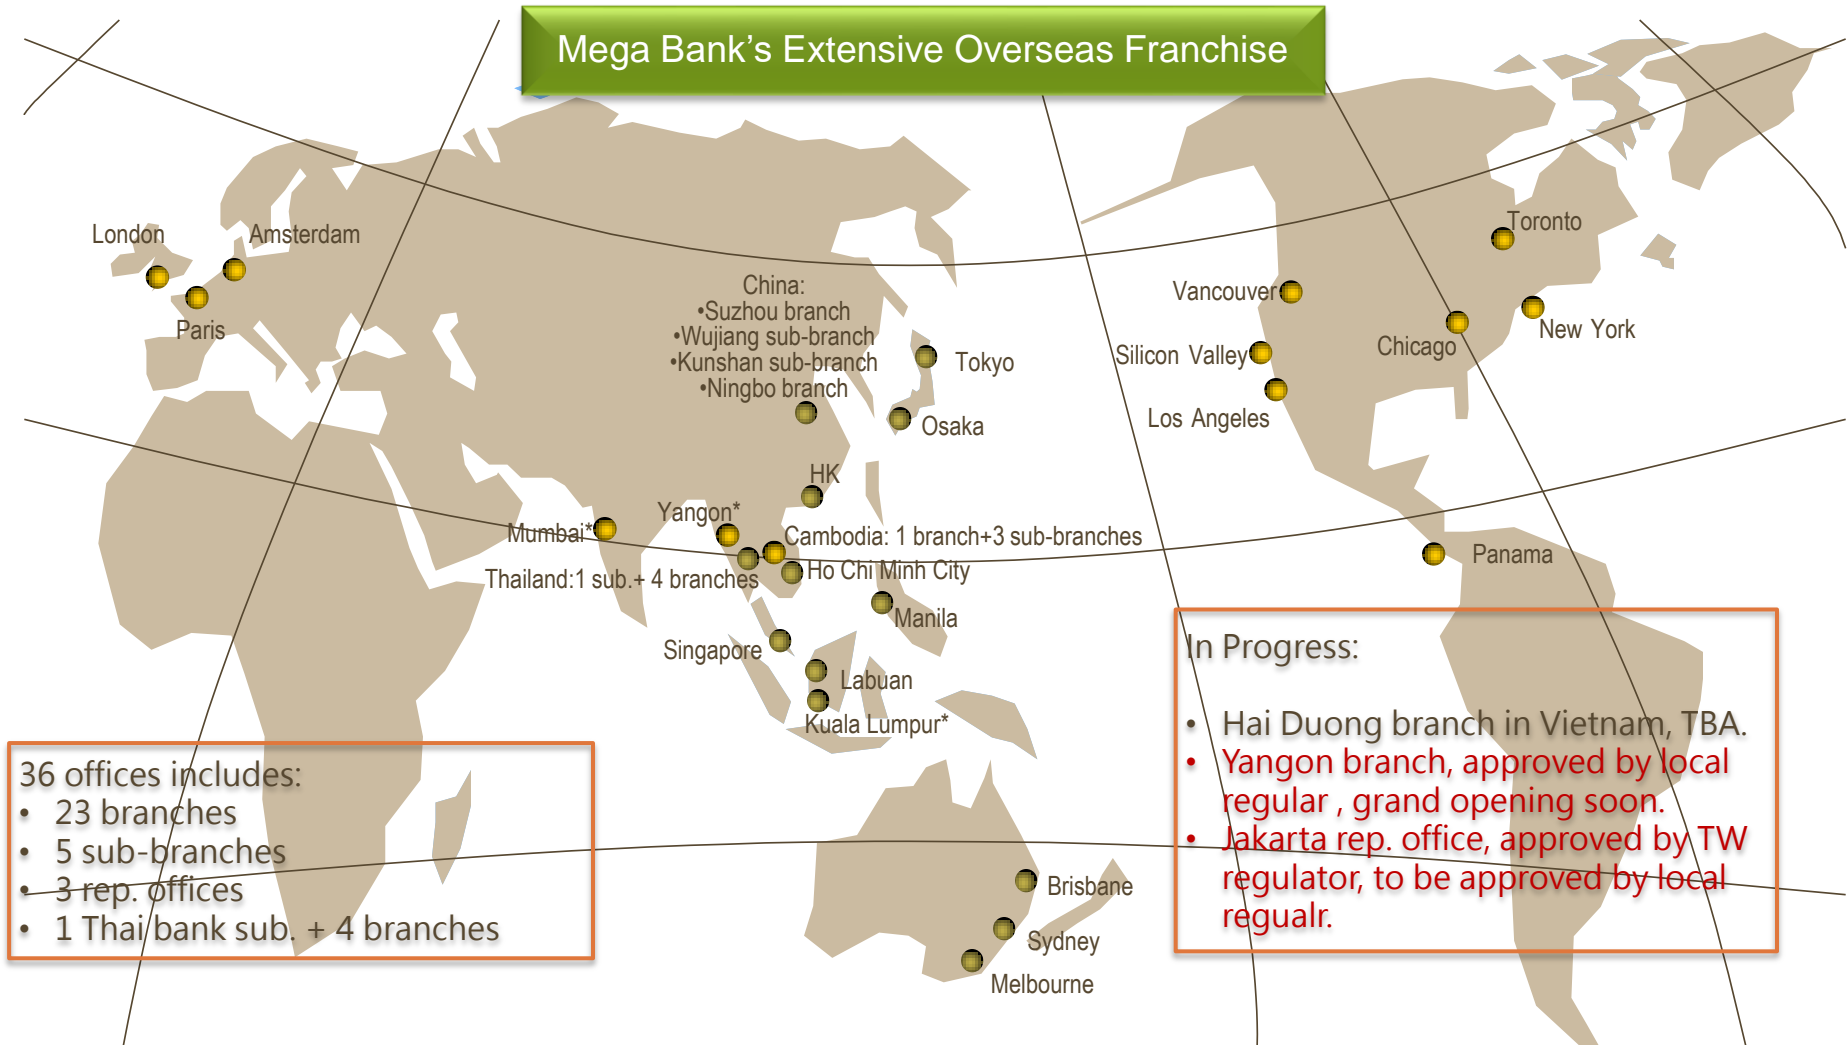 Mega Bank's Extensive Overseas Franchise
London
Amsterdam
Paris
China:
•Suzhou branch
•Wujiang sub-branch
•Kunshan sub-branch
•Ningbo branch
Tokyo
Osaka
HK
Yangon*
Mumbai*
Cambodia: 1 branch+3 sub-branches
Thailand:1 sub.+ 4 branches
Ho Chi Minh City
Manila
Singapore
Labuan
Kuala Lumpur*
Brisbane
Sydney
Melbourne
Toronto
Vancouver
New York
Chicago
Silicon Valley
Los Angeles
Panama
36 offices includes:
• 23 branches
• 5 sub-branches
• 3 rep. offices
• 1 Thai bank sub. + 4 branches
In Progress:
• Hai Duong branch in Vietnam, TBA.
• Yangon branch, approved by local
regular , grand opening soon.
• Jakarta rep. office, approved by TW
regulator, to be approved by local
regualr.